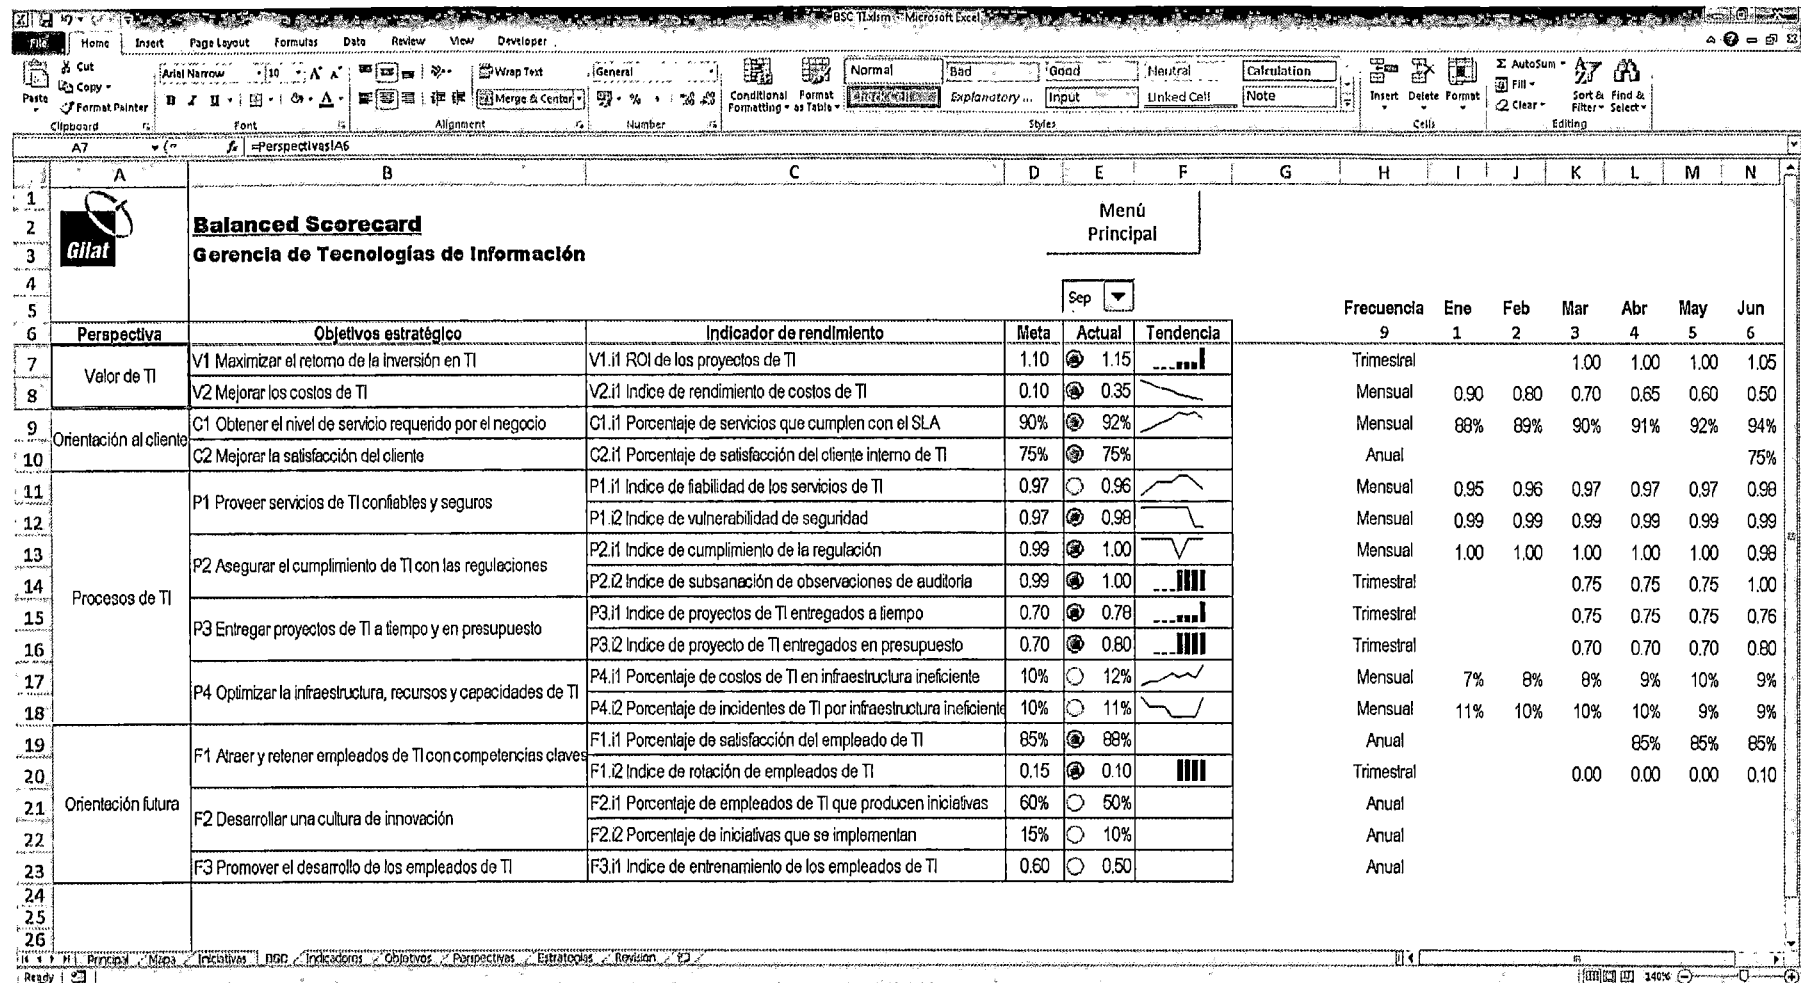 BSC TI.xlsm - Microsoft Excel
File Home Insert Page Layout Formulas Data Review View Developer
Cut Arial Narrow 10 Wrap Text General Normal Bad Good Neutral Calculation AutoSum
Copy Fill
Paste Format Painter Merge & Center Conditional Formatting Format as Table Explanatory ... Input Linked Cell Note Insert Delete Format Clear Sort & Filter Find & Select
Clipboard Font Alignment Number Styles Cells Editing
A7 fx =Perspectivas!A6
A B C D E F G H I J K L M N
1 Menú
2 Balanced Scorecard Principal
3 Gilat Gerencia de Tecnologías de Información
4 Sep
5 Frecuencia Ene Feb Mar Abr May Jun
6 Perspectiva Objetivos estratégico Indicador de rendimiento Meta Actual Tendencia 9 1 2 3 4 5 6
7 Valor de TI V1 Maximizar el retorno de la inversión en TI V1.i1 ROI de los proyectos de TI 1.10 1.15 Trimestral 1.00 1.00 1.00 1.05
8 V2 Mejorar los costos de TI V2.i1 Indice de rendimiento de costos de TI 0.10 0.35 Mensual 0.90 0.80 0.70 0.65 0.60 0.50
9 Orientación al cliente C1 Obtener el nivel de servicio requerido por el negocio C1.i1 Porcentaje de servicios que cumplen con el SLA 90% 92% Mensual 88% 89% 90% 91% 92% 94%
10 C2 Mejorar la satisfacción del cliente C2.i1 Porcentaje de satisfacción del cliente interno de TI 75% 75% Anual 75%
11 P1 Proveer servicios de TI confiables y seguros P1.i1 Indice de fiabilidad de los servicios de TI 0.97 0.96 Mensual 0.95 0.96 0.97 0.97 0.97 0.98
12 P1.i2 Indice de vulnerabilidad de seguridad 0.97 0.98 Mensual 0.99 0.99 0.99 0.99 0.99 0.99
13 P2 Asegurar el cumplimiento de TI con las regulaciones P2.i1 Indice de cumplimiento de la regulación 0.99 1.00 Mensual 1.00 1.00 1.00 1.00 1.00 0.98
14 Procesos de TI P2.i2 Indice de subsanación de observaciones de auditoria 0.99 1.00 Trimestral 0.75 0.75 0.75 1.00
15 P3 Entregar proyectos de TI a tiempo y en presupuesto P3.i1 Indice de proyectos de TI entregados a tiempo 0.70 0.78 Trimestral 0.75 0.75 0.75 0.76
16 P3.i2 Indice de proyecto de TI entregados en presupuesto 0.70 0.80 Trimestral 0.70 0.70 0.70 0.80
17 P4 Optimizar la infraestructura, recursos y capacidades de TI P4.i1 Porcentaje de costos de TI en infraestructura ineficiente 10% 12% Mensual 7% 8% 8% 9% 10% 9%
18 P4.i2 Porcentaje de incidentes de TI por infraestructura ineficiente 10% 11% Mensual 11% 10% 10% 10% 9% 9%
19 F1 Atraer y retener empleados de TI con competencias claves F1.i1 Porcentaje de satisfacción del empleado de TI 85% 88% Anual 85% 85% 85%
20 F1.i2 Indice de rotación de empleados de TI 0.15 0.10 Trimestral 0.00 0.00 0.00 0.10
21 Orientación futura F2 Desarrollar una cultura de innovación F2.i1 Porcentaje de empleados de TI que producen iniciativas 60% 50% Anual
22 F2.i2 Porcentaje de iniciativas que se implementan 15% 10% Anual
23 F3 Promover el desarrollo de los empleados de TI F3.i1 Indice de entrenamiento de los empleados de TI 0.60 0.50 Anual
24
25
26
Principal Mapa Iniciativas Indicadores Objetivos Perspectivas Estrategias Revision
Ready 140%